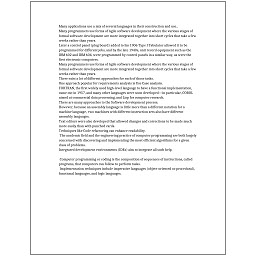 Many applications use a mix of several languages in their construction and use.
Many programmers use forms of Agile software development where the various stages of
formal software development are more integrated together into short cycles that take a few
weeks rather than years.
Later a control panel (plug board) added to his 1906 Type I Tabulator allowed it to be
programmed for different jobs, and by the late 1940s, unit record equipment such as the
IBM 602 and IBM 604, were programmed by control panels in a similar way, as were the
first electronic computers.
Many programmers use forms of Agile software development where the various stages of
formal software development are more integrated together into short cycles that take a few
weeks rather than years.
There exist a lot of different approaches for each of those tasks.
One approach popular for requirements analysis is Use Case analysis.
FORTRAN, the first widely used high-level language to have a functional implementation,
came out in 1957 and many other languages were soon developed - in particular, COBOL
aimed at commercial data processing, and Lisp for computer research.
There are many approaches to the Software development process.
However, because an assembly language is little more than a different notation for a
machine language, two machines with different instruction sets also have different
assembly languages.
Text editors were also developed that allowed changes and corrections to be made much
more easily than with punched cards.
Techniques like Code refactoring can enhance readability.
The academic field and the engineering practice of computer programming are both largely
concerned with discovering and implementing the most efficient algorithms for a given
class of problems.
Integrated development environments (IDEs) aim to integrate all such help.
Computer programming or coding is the composition of sequences of instructions, called
programs, that computers can follow to perform tasks.
Implementation techniques include imperative languages (object-oriented or procedural),
functional languages, and logic languages.